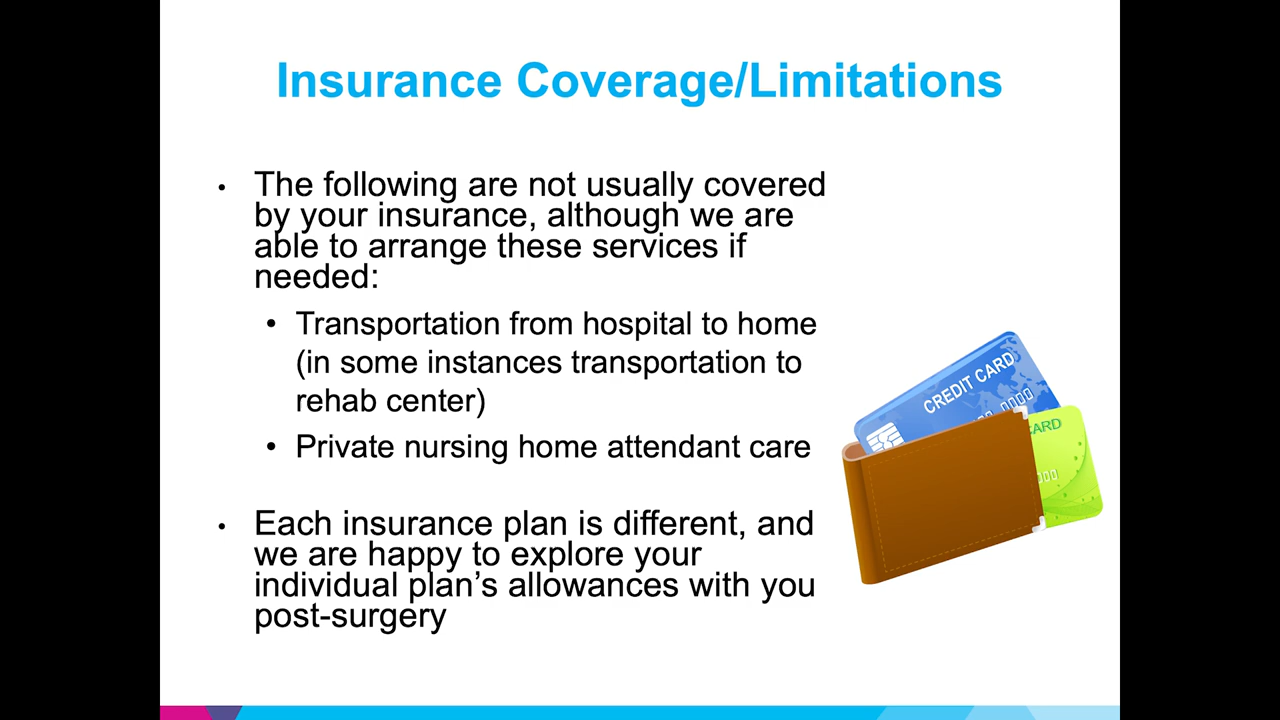 Insurance Coverage/Limitations
• The following are not usually covered
by your insurance, although we are
able to arrange these services if
needed:
• Transportation from hospital to home
(in some instances transportation to
rehab center)
• Private nursing home attendant care
• Each insurance plan is different, and
we are happy to explore your
individual plan’s allowances with you
post-surgery
CREDIT CARD
0000
CARD